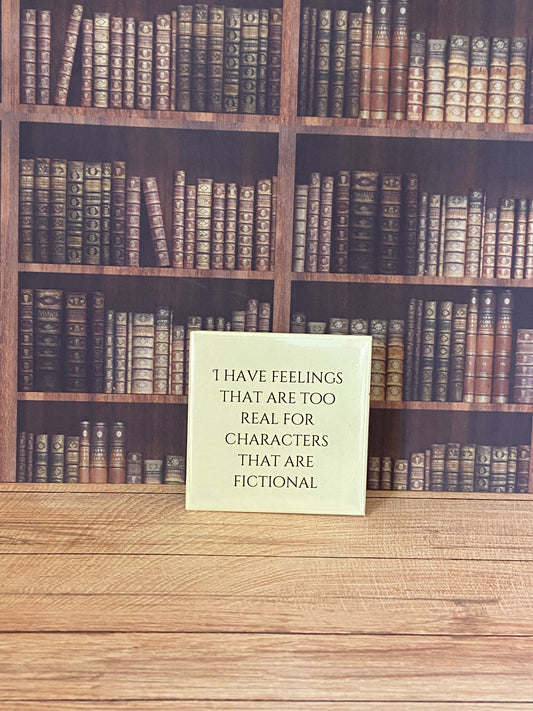 I HAVE FEELINGS
THAT ARE TOO
REAL FOR
CHARACTERS
THAT ARE
FICTIONAL